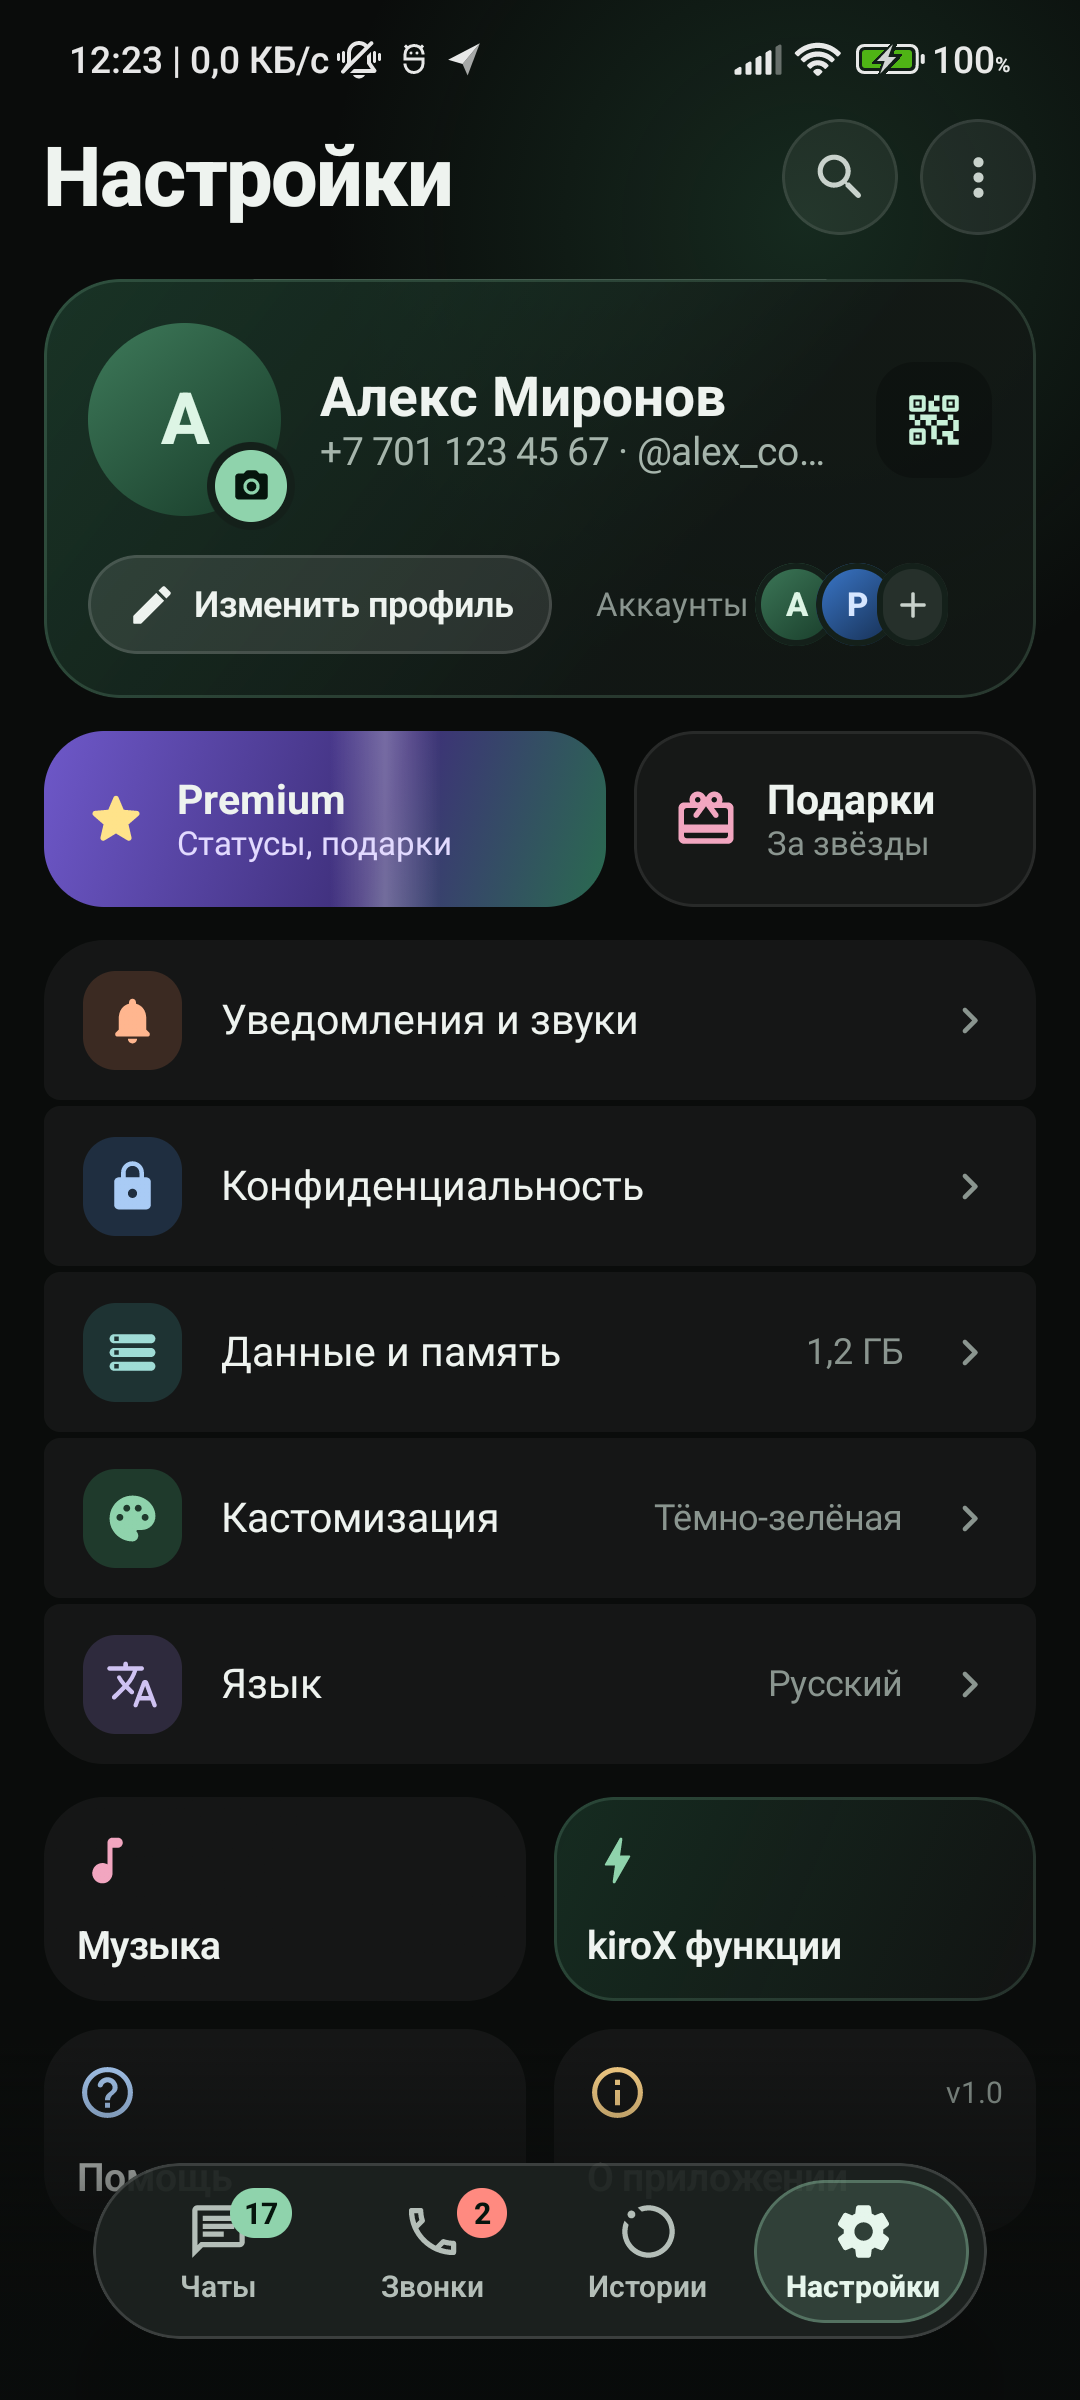 12:23 | 0,0 КБ/с
100%
Настройки
А
Алекс Миронов
+7 701 123 45 67 · @alex_co...
Изменить профиль
Аккаунты
А
Р
Premium
Статусы, подарки
Подарки
За звёзды
Уведомления и звуки
Конфиденциальность
Данные и память
1,2 ГБ
Кастомизация
Тёмно-зелёная
Язык
Русский
Музыка
kiroX функции
v1.0
Помощь
О приложении
17
2
Чаты
Звонки
Истории
Настройки